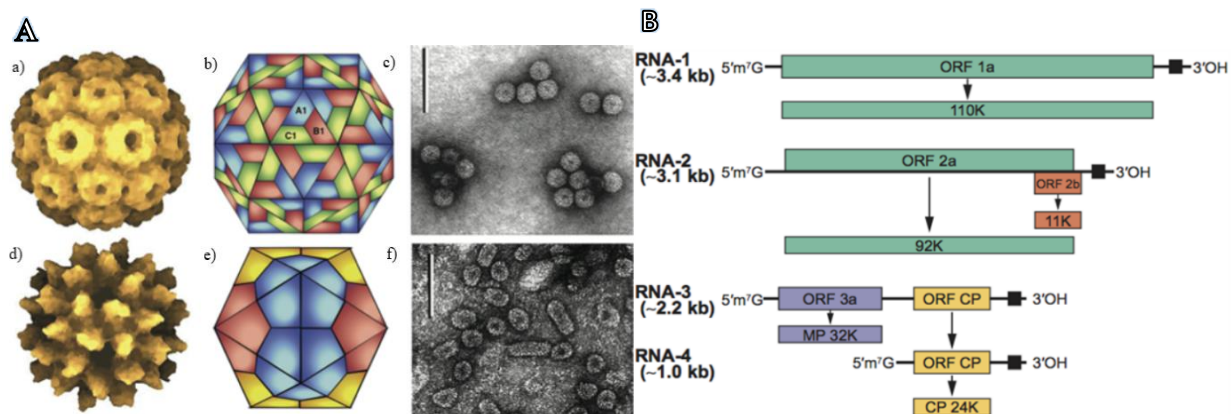 A
a)
b)
c)
A1
B1
C1
d)
e)
f)
B
RNA-1
(~3.4 kb)
5′m⁷G
ORF 1a
3′OH
110K
RNA-2
(~3.1 kb)
5′m⁷G
ORF 2a
3′OH
ORF 2b
11K
92K
RNA-3
(~2.2 kb)
5′m⁷G
ORF 3a
ORF CP
3′OH
MP 32K
RNA-4
(~1.0 kb)
5′m⁷G
ORF CP
3′OH
CP 24K